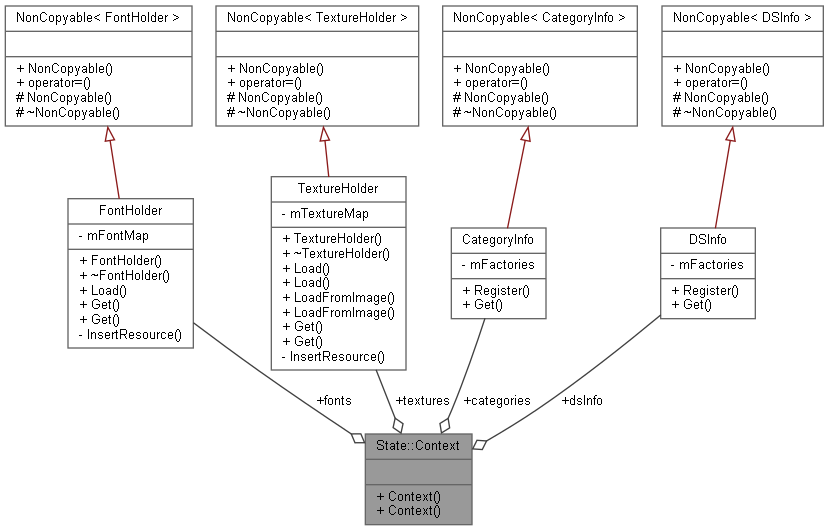 NonCopyable< FontHolder >
+ NonCopyable()
+ operator=()
# NonCopyable()
# ~NonCopyable()
NonCopyable< TextureHolder >
+ NonCopyable()
+ operator=()
# NonCopyable()
# ~NonCopyable()
NonCopyable< CategoryInfo >
+ NonCopyable()
+ operator=()
# NonCopyable()
# ~NonCopyable()
NonCopyable< DSInfo >
+ NonCopyable()
+ operator=()
# NonCopyable()
# ~NonCopyable()
FontHolder
- mFontMap
+ FontHolder()
+ ~FontHolder()
+ Load()
+ Get()
+ Get()
- InsertResource()
TextureHolder
- mTextureMap
+ TextureHolder()
+ ~TextureHolder()
+ Load()
+ Load()
+ LoadFromImage()
+ LoadFromImage()
+ Get()
+ Get()
- InsertResource()
CategoryInfo
- mFactories
+ Register()
+ Get()
DSInfo
- mFactories
+ Register()
+ Get()
+fonts
+textures
+categories
+dsInfo
State::Context
+ Context()
+ Context()